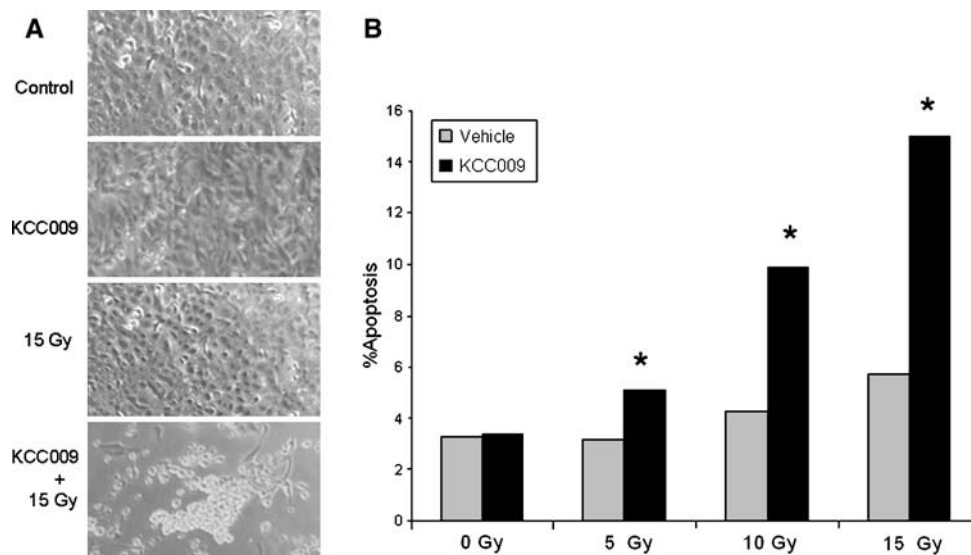 A
Control
KCC009
15 Gy
KCC009
+
15 Gy
B
16
14
12
10
8
6
4
2
0
%Apoptosis
Vehicle
KCC009
*
*
*
0 Gy
5 Gy
10 Gy
15 Gy